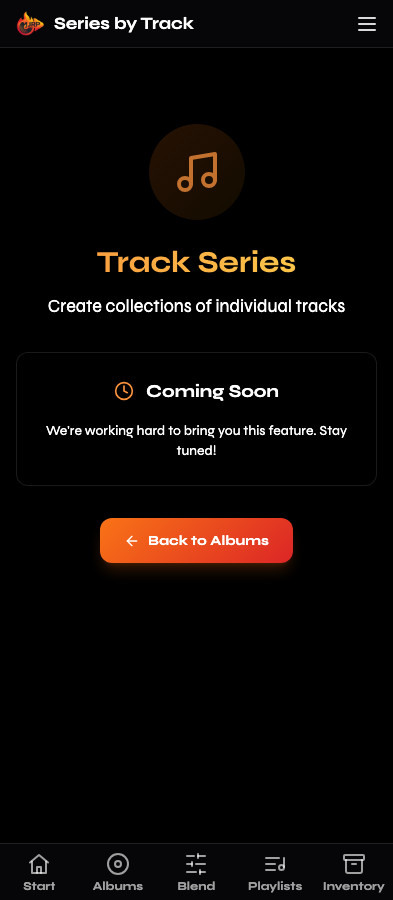 Series by Track
Track Series
Create collections of individual tracks
Coming Soon
We're working hard to bring you this feature. Stay
tuned!
Back to Albums
Start
Albums
Blend
Playlists
Inventory